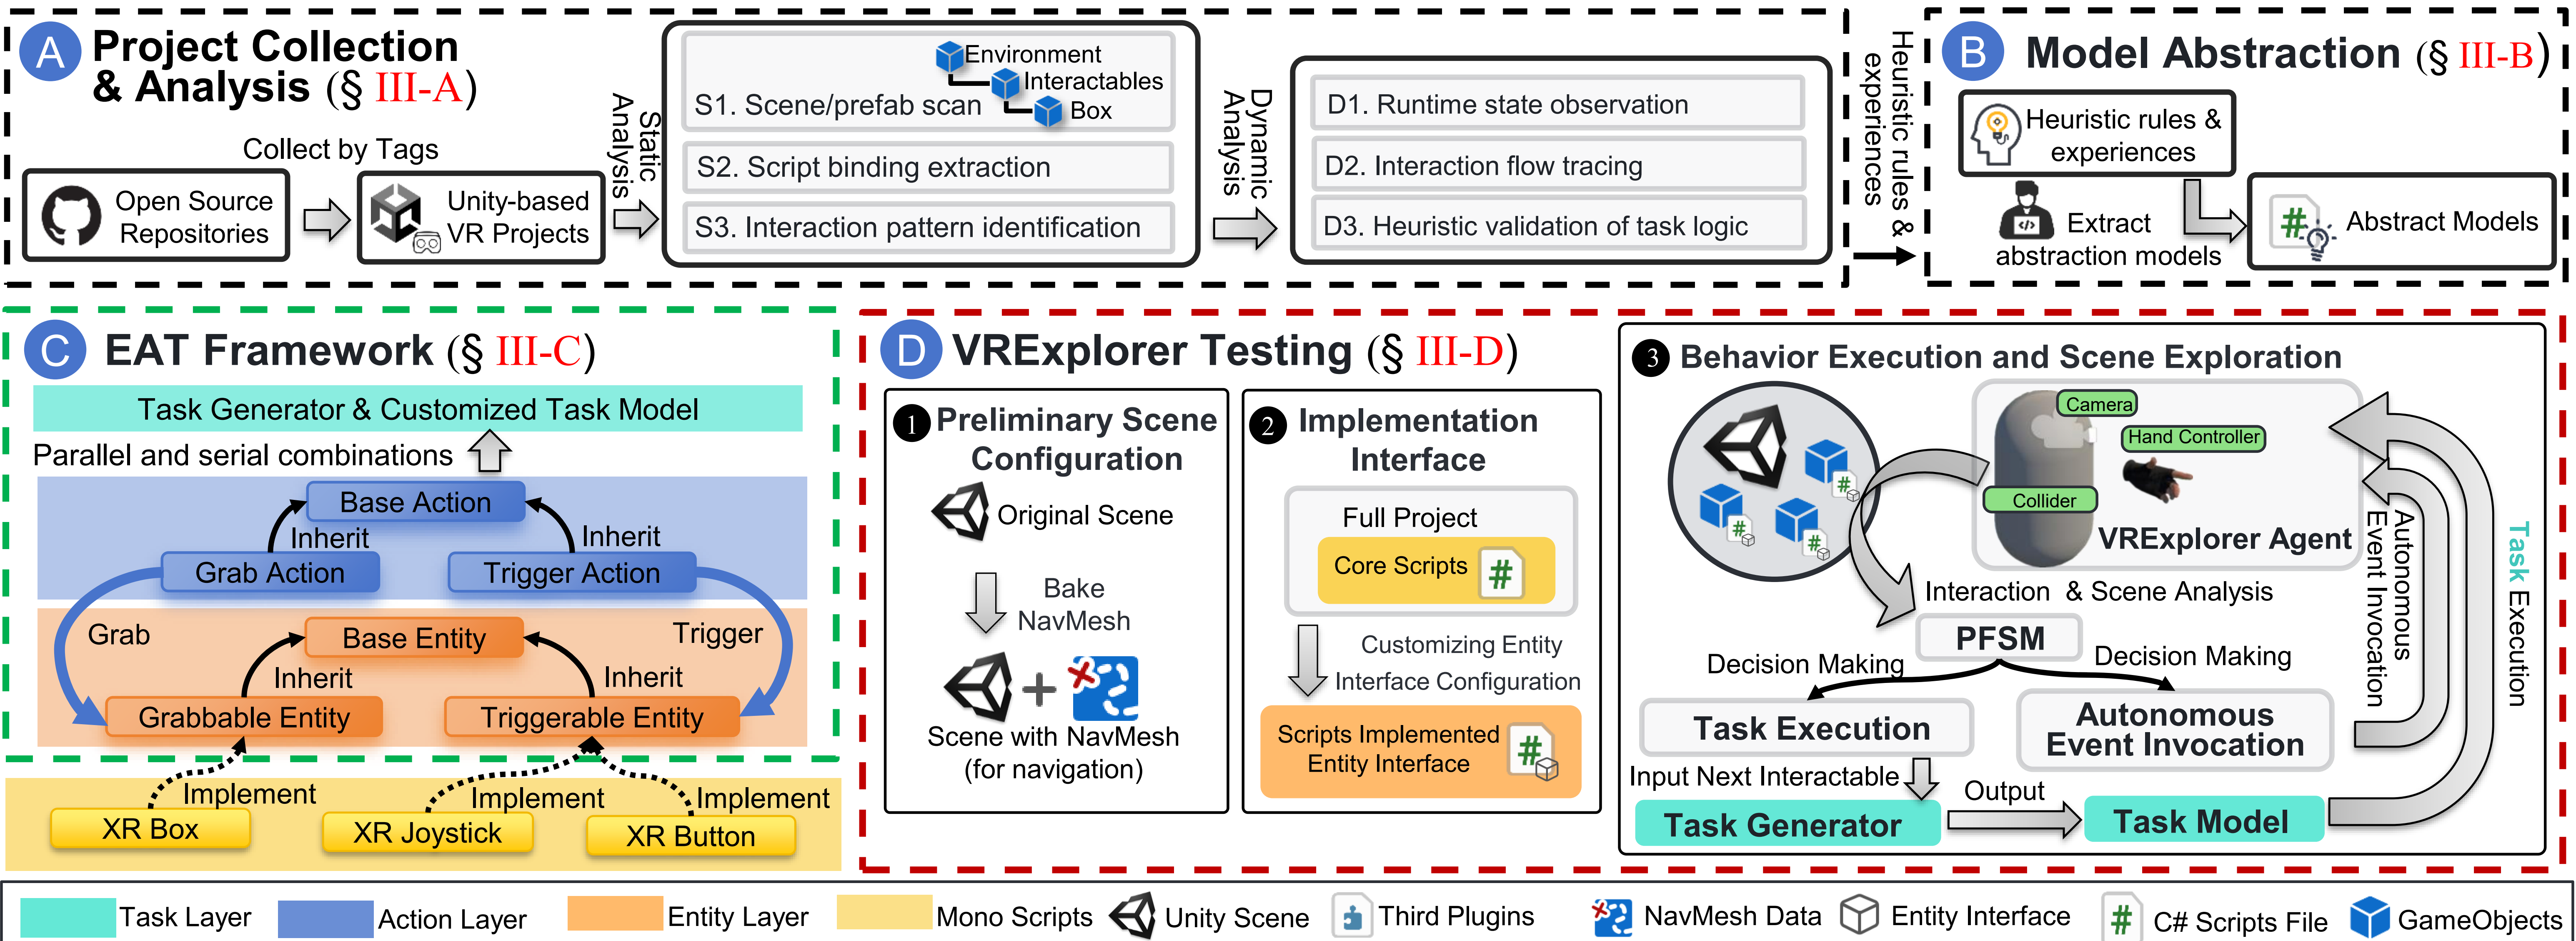 A Project Collection
& Analysis (§ III-A)
Collect by Tags
Open Source
Repositories
Unity-based
VR Projects
Static
Analysis
Environment
Interactables
Box
S1. Scene/prefab scan
S2. Script binding extraction
S3. Interaction pattern identification
Dynamic
Analysis
D1. Runtime state observation
D2. Interaction flow tracing
D3. Heuristic validation of task logic
Heuristic rules &
experiences
B Model Abstraction (§ III-B)
Heuristic rules &
experiences
Extract
abstraction models
Abstract Models
C EAT Framework (§ III-C)
Task Generator & Customized Task Model
Parallel and serial combinations
Base Action
Inherit
Inherit
Grab Action
Trigger Action
Grab
Base Entity
Trigger
Inherit
Inherit
Grabbable Entity
Triggerable Entity
Implement
Implement
Implement
XR Box
XR Joystick
XR Button
D VRExplorer Testing (§ III-D)
1 Preliminary Scene
Configuration
Original Scene
Bake
NavMesh
Scene with NavMesh
(for navigation)
2 Implementation
Interface
Full Project
Core Scripts
Customizing Entity
Interface Configuration
Scripts Implemented
Entity Interface
3 Behavior Execution and Scene Exploration
Camera
Hand Controller
Collider
VRExplorer Agent
Interaction & Scene Analysis
PFSM
Decision Making
Decision Making
Task Execution
Autonomous
Event Invocation
Input Next Interactable
Output
Task Generator
Task Model
Autonomous
Event Invocation
Task Execution
Task Layer
Action Layer
Entity Layer
Mono Scripts
Unity Scene
Third Plugins
NavMesh Data
Entity Interface
C# Scripts File
GameObjects